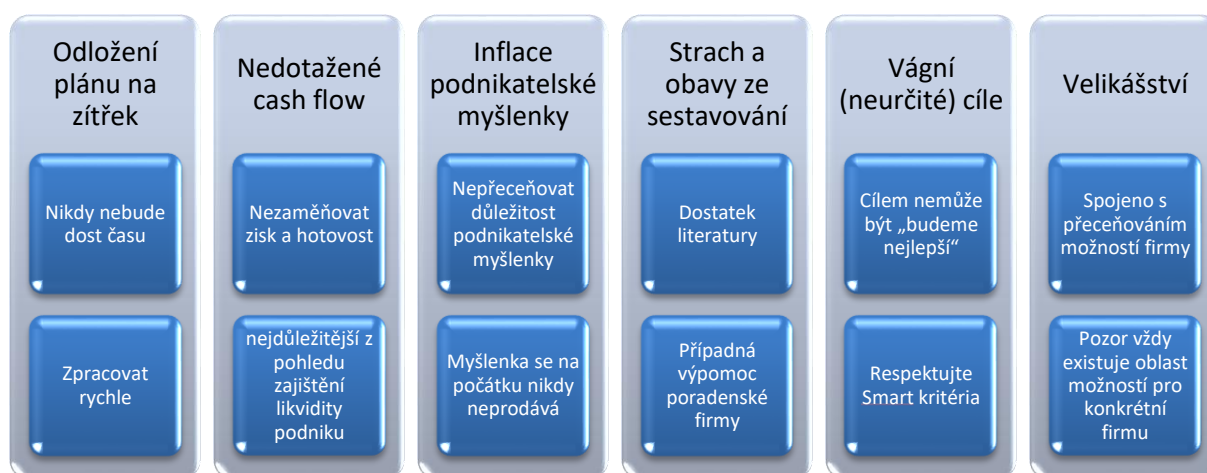 Odložení
plánu na
zítřek
Nikdy nebude
dost času
Zpracovat
rychle
Nedotažené
cash flow
Nezaměňovat
zisk a hotovost
nejdůležitější z
pohledu
zajištění
likvidity
podniku
Inflace
podnikatelské
myšlenky
Nepřeceňovat
důležitost
podnikatelské
myšlenky
Myšlenka se na
počátku nikdy
neprodává
Strach a
obavy ze
sestavování
Dostatek
literatury
Případná
výpomoc
poradenské
firmy
Vágní
(neurčité) cíle
Cílem nemůže
být „budeme
nejlepší“
Respektujte
Smart kritéria
Velikášství
Spojeno s
přeceňováním
možností firmy
Pozor vždy
existuje oblast
možností pro
konkrétní
firmu